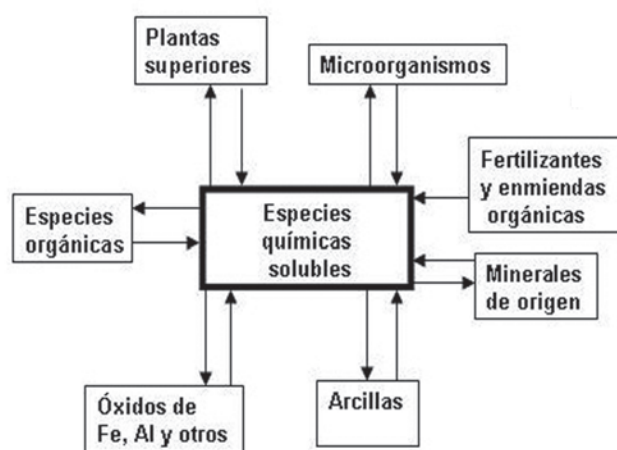 Plantas
superiores
Microorganismos
Fertilizantes
y enmiendas
orgánicas
Especies
orgánicas
Especies
químicas
solubles
Minerales
de origen
Óxidos de
Fe, Al y otros
Arcillas